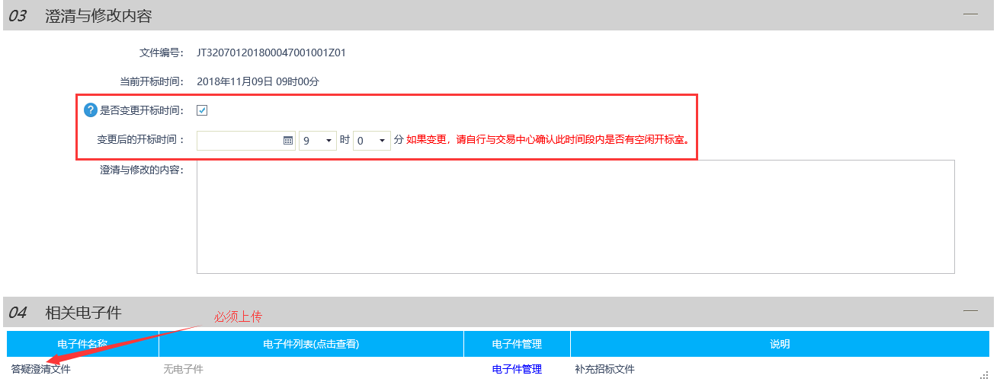 03 澄清与修改内容
文件编号： JT320701201800047001001Z01
当前开标时间： 2018年11月09日 09时00分
? 是否变更开标时间：
变更后的开标时间： 9 时 0 分 如果变更，请自行与交易中心确认此时间段内是否有空闲开标室。
澄清与修改的内容：
04 相关电子件
必须上传
电子件名称 电子件列表(点击查看) 电子件管理 说明
答疑澄清文件 无电子件 电子件管理 补充招标文件